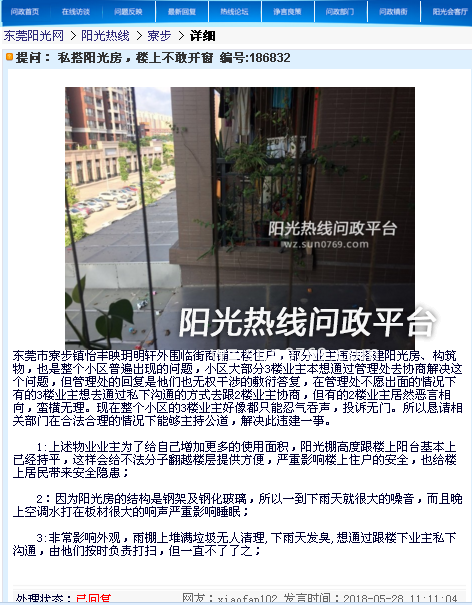 问政首页 在线访谈 问题反映 最新回复 热线论坛 诤言良策 问政部门 问政镇街 阳光会客厅
东莞阳光网 > 阳光热线 > 寮步 > 详细
提问： 私搭阳光房，楼上不敢开窗 编号:186832
阳光热线问政平台
wz.sun0769.com
阳光热线问政平台
东莞市寮步镇怡丰映玥明轩外围临街商铺二楼住户，部分业主违规搭建阳光房、构筑
物，也是整个小区普遍出现的问题，小区大部分3楼业主本想通过管理处去协商解决这
个问题，但管理处的回复是他们也无权干涉的敷衍答复，在管理处不愿出面的情况下
有的3楼业主想去通过私下沟通的方式去跟2楼业主协商，但有的2楼业主居然恶言相
向，蛮横无理。现在整个小区的3楼业主好像都只能忍气吞声，投诉无门。所以恳请相
关部门在合法合理的情况下能够主持公道，解决此违建一事。
1:上述物业业主为了给自己增加更多的使用面积，阳光棚高度跟楼上阳台基本上
已经持平，这样会给不法分子翻越楼层提供方便，严重影响楼上住户的安全，也给楼
上居民带来安全隐患；
2：因为阳光房的结构是钢架及钢化玻璃，所以一到下雨天就很大的噪音，而且晚
上空调水打在板材很大的响声严重影响睡眠；
3:非常影响外观，雨棚上堆满垃圾无人清理,下雨天发臭,想通过跟楼下业主私下
沟通，由他们按时负责打扫，但一直不了了之；
处理状态：已回复 网友：xiaofan102 发言时间：2018-05-28 11:11:04